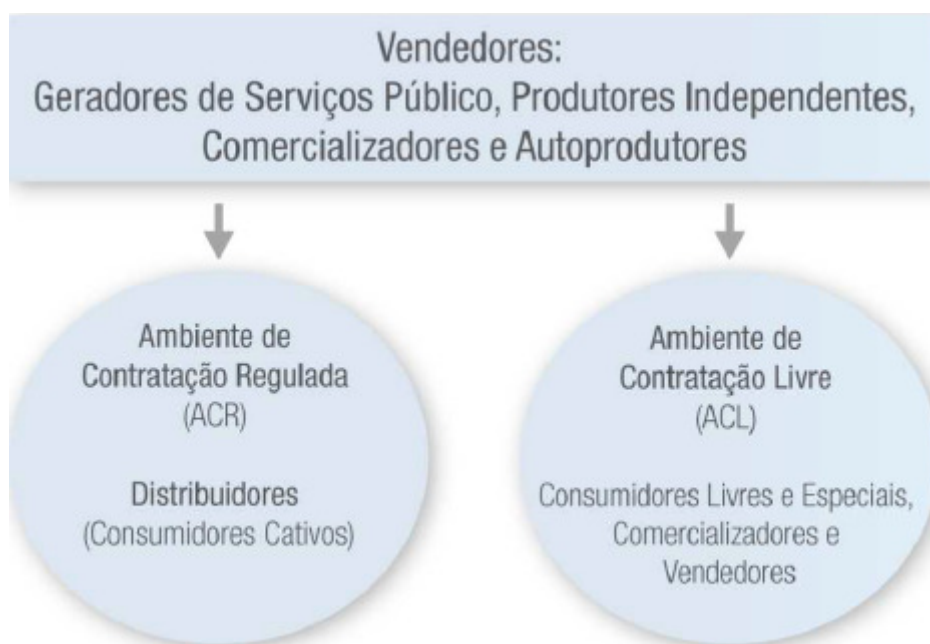 Vendedores:
Geradores de Serviços Público, Produtores Independentes,
Comercializadores e Autoprodutores
Ambiente de
Contratação Regulada
(ACR)
Distribuidores
(Consumidores Cativos)
Ambiente de
Contratação Livre
(ACL)
Consumidores Livres e Especiais,
Comercializadores e
Vendedores